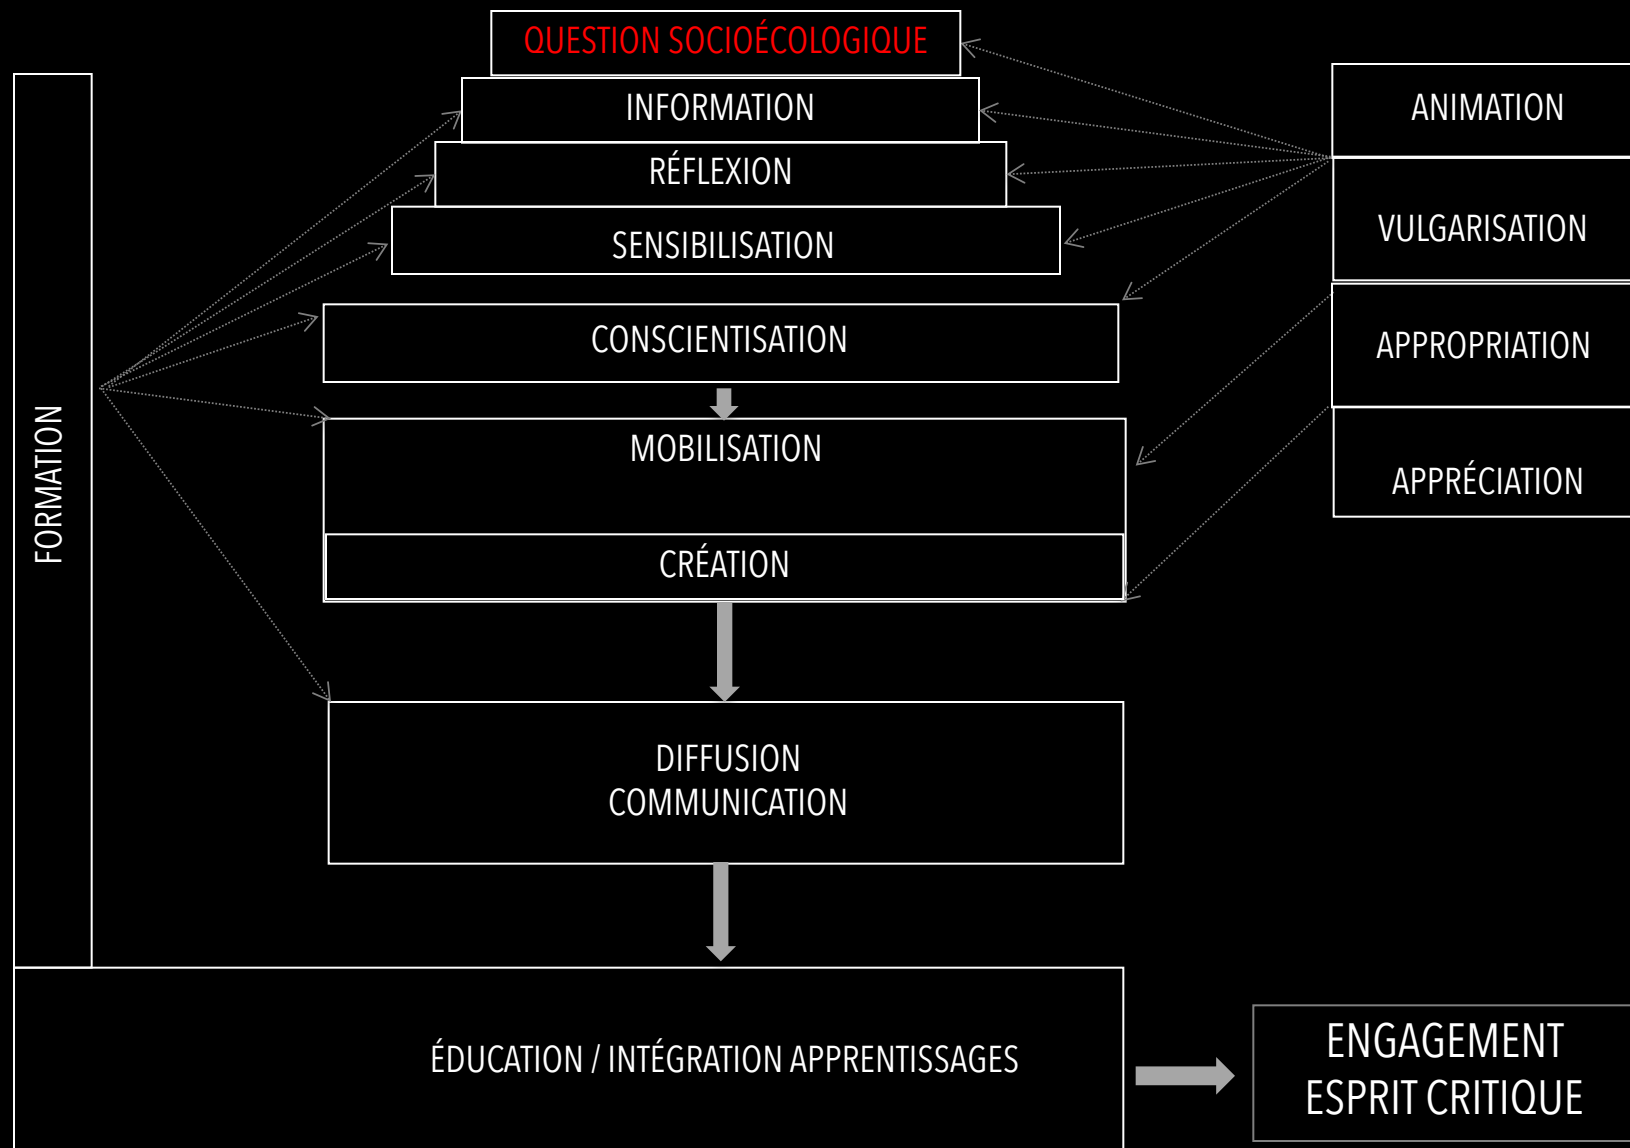 QUESTION SOCIOÉCOLOGIQUE
INFORMATION
RÉFLEXION
SENSIBILISATION
CONSCIENTISATION
MOBILISATION
CRÉATION
DIFFUSION
COMMUNICATION
ÉDUCATION / INTÉGRATION APPRENTISSAGES
FORMATION
ANIMATION
VULGARISATION
APPROPRIATION
APPRÉCIATION
ENGAGEMENT
ESPRIT CRITIQUE